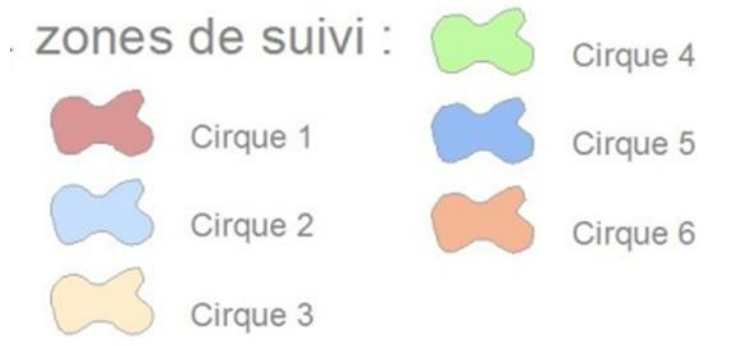 zones de suivi :
Cirque 1
Cirque 2
Cirque 3
Cirque 4
Cirque 5
Cirque 6